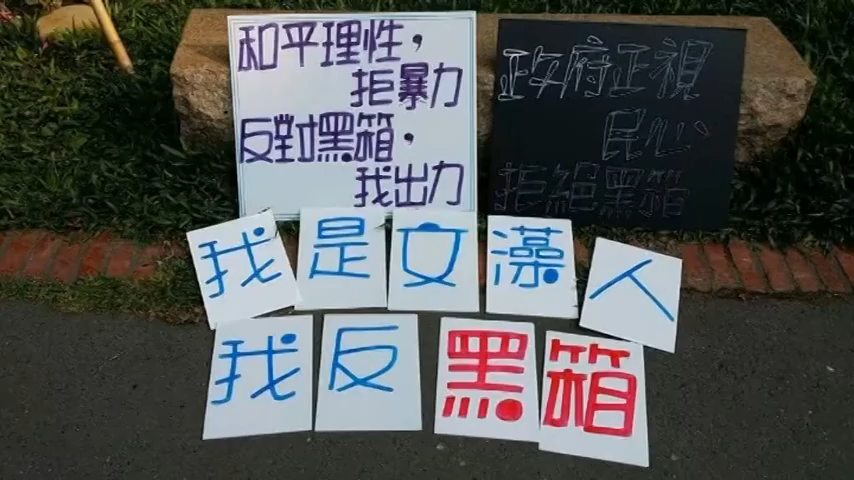 和平理性，
拒暴力
反對黑箱，
我出力
政府正視
民心
拒絕黑箱
我是文藻人
我反黑箱